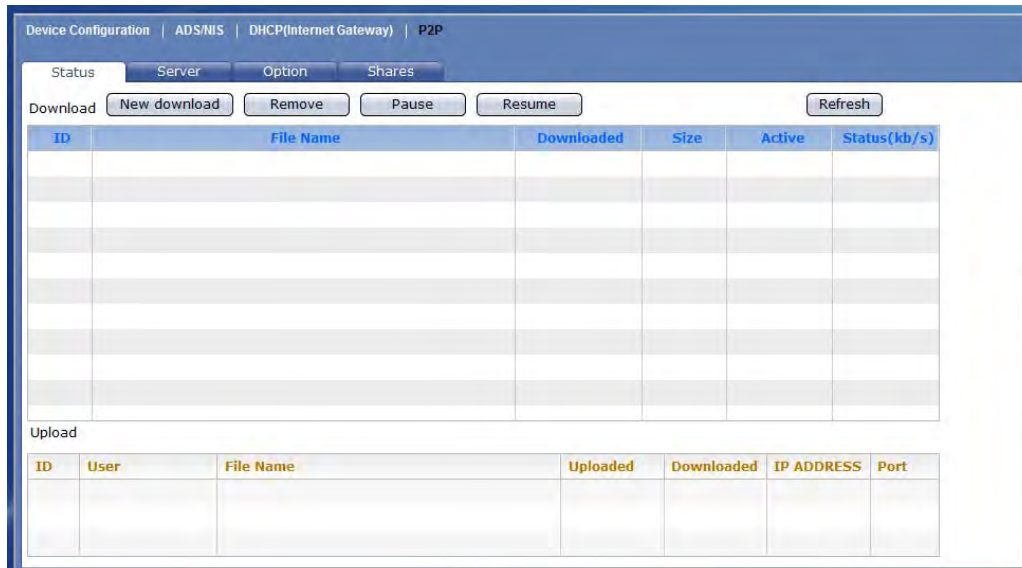 Device Configuration | ADS/NIS | DHCP(Internet Gateway) | P2P
Status Server Option Shares
Download New download Remove Pause Resume Refresh
ID File Name Downloaded Size Active Status(kb/s)
Upload
ID User File Name Uploaded Downloaded IP ADDRESS Port